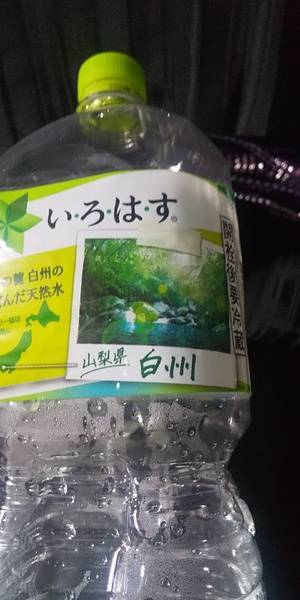 い・ろ・は・す®
の麓 白州の
んだ天然水
山梨県 白州
開栓後要冷蔵